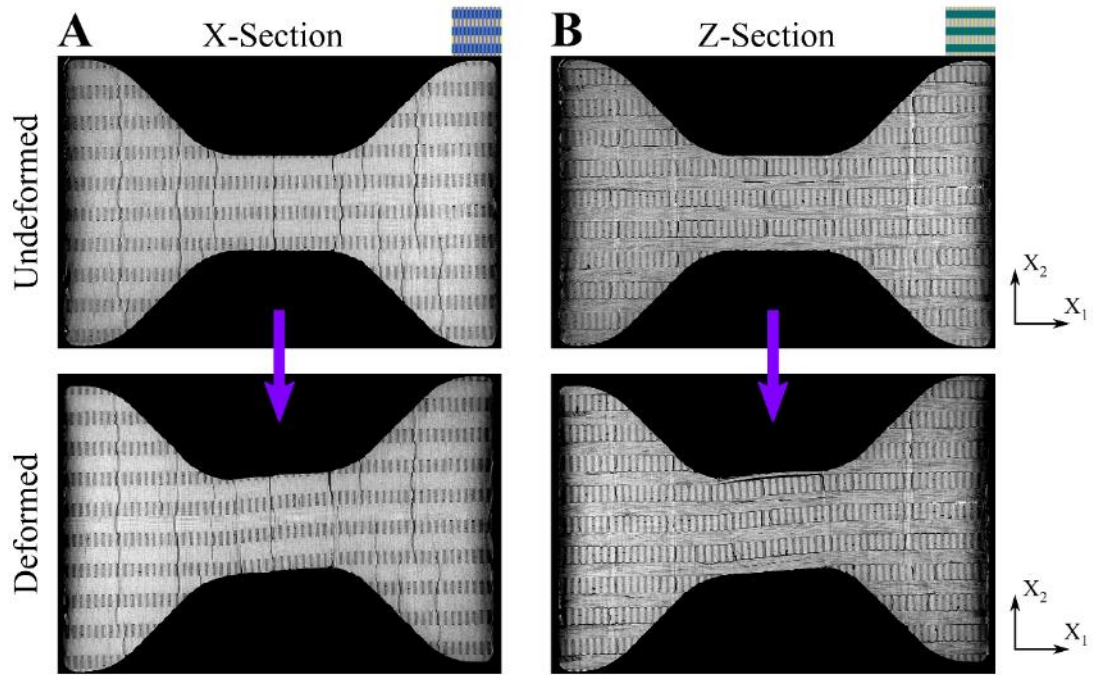 A X-Section
B Z-Section
Undeformed
X2
X1
Deformed
X2
X1